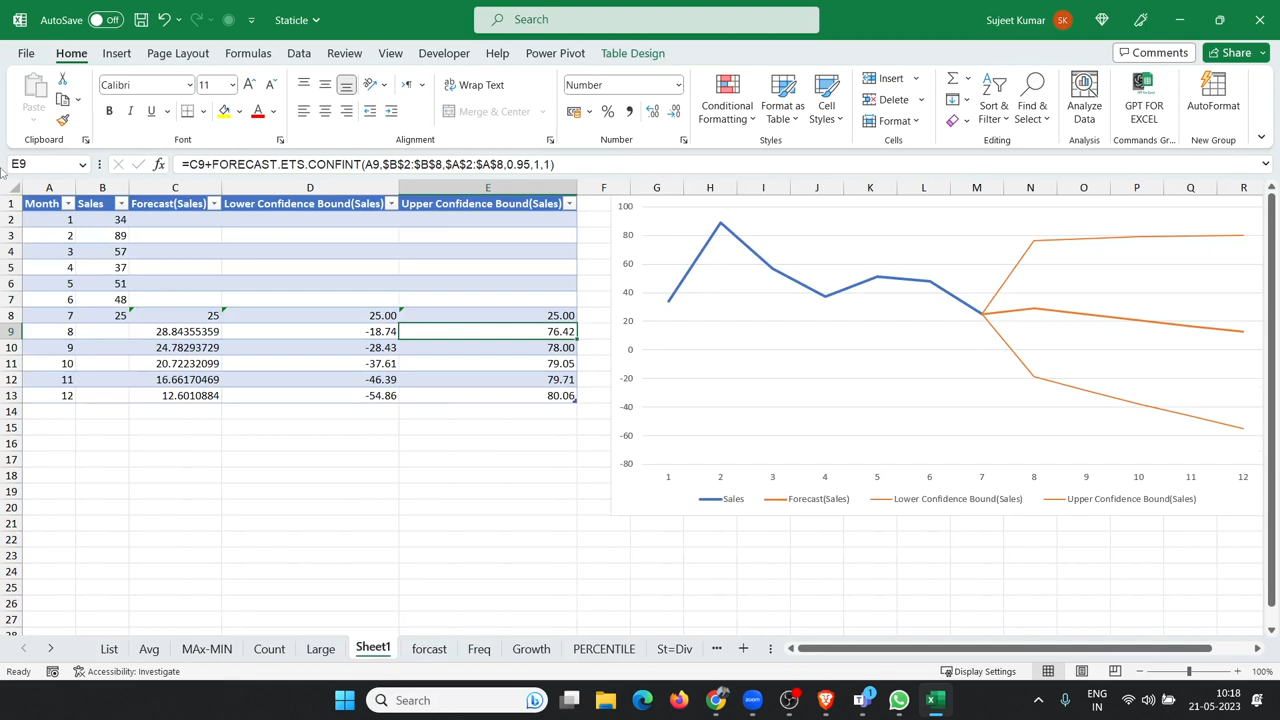 AutoSave Off Staticle Search Sujeet Kumar SK
File Home Insert Page Layout Formulas Data Review View Developer Help Power Pivot Table Design Comments Share
Paste Calibri 11 A A Wrap Text Number Insert
B I U A Merge & Center % , Conditional Formatting Format as Table Cell Styles Delete Sort & Filter Find & Select Analyze Data GPT FOR EXCEL AutoFormat
Format
Clipboard Font Alignment Number Styles Cells Editing Analysis Commands Gr...
E9 fx =C9+FORECAST.ETS.CONFINT(A9,$B$2:$B$8,$A$2:$A$8,0.95,1,1)
A B C D E F G H I J K L M N O P Q R
1 Month Sales Forecast(Sales) Lower Confidence Bound(Sales) Upper Confidence Bound(Sales)
2 1 34
3 2 89
4 3 57
5 4 37
6 5 51
7 6 48
8 7 25 25 25.00 25.00
9 8 28.84355359 -18.74 76.42
10 9 24.78293729 -28.43 78.00
11 10 20.72232099 -37.61 79.05
12 11 16.66170469 -46.39 79.71
13 12 12.6010884 -54.86 80.06
14
15
16
17
18
19
20
21
22
23
24
25
26
27
28
100
80
60
40
20
0
-20
-40
-60
-80
1 2 3 4 5 6 7 8 9 10 11 12
Sales Forecast(Sales) Lower Confidence Bound(Sales) Upper Confidence Bound(Sales)
List Avg MAx-MIN Count Large Sheet1 forcast Freq Growth PERCENTILE St=Div
Ready Accessibility: Investigate Display Settings 100%
Search zoom 1 ENG IN 10:18 21-05-2023